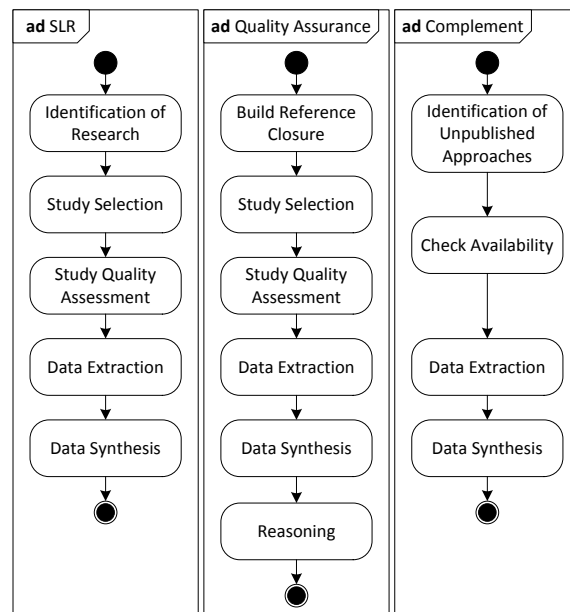 ad SLR
Identification of
Research
Study Selection
Study Quality
Assessment
Data Extraction
Data Synthesis
ad Quality Assurance
Build Reference
Closure
Study Selection
Study Quality
Assessment
Data Extraction
Data Synthesis
Reasoning
ad Complement
Identification of
Unpublished
Approaches
Check Availability
Data Extraction
Data Synthesis